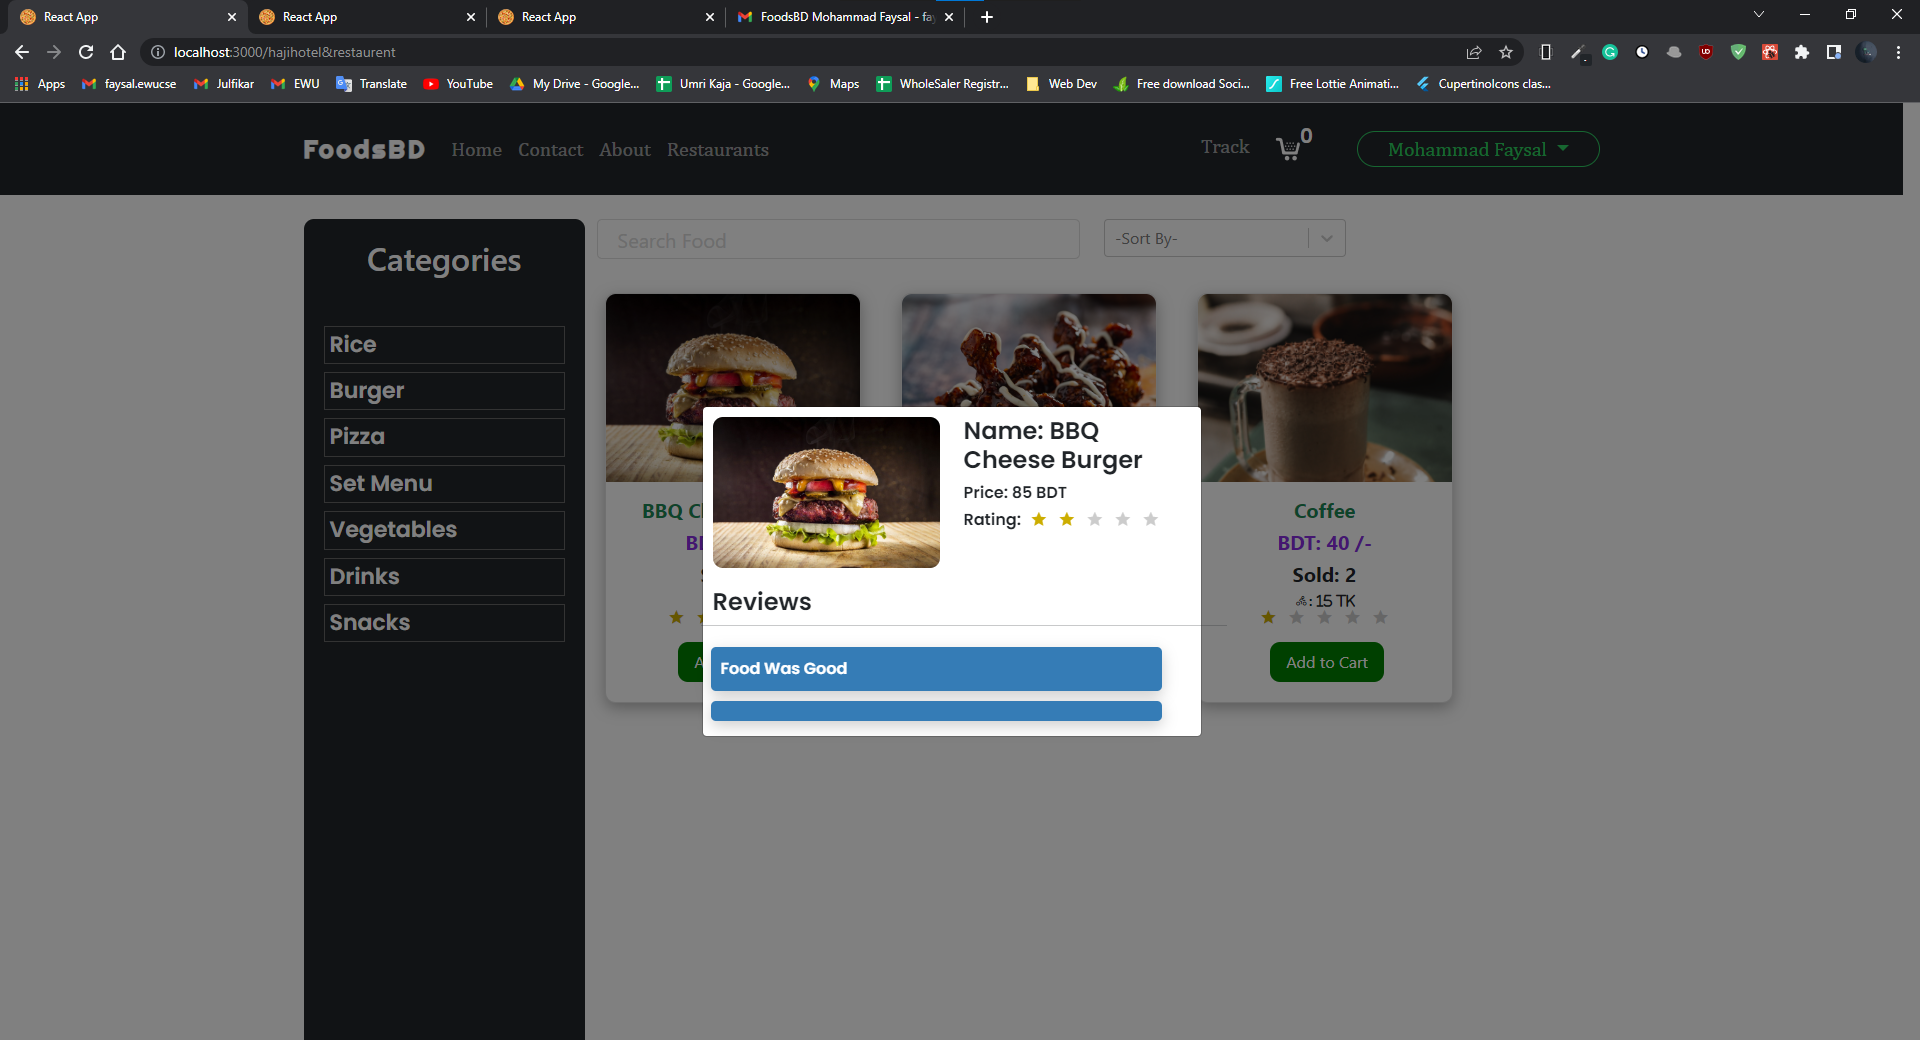 React App
React App
React App
FoodsBD Mohammad Faysal - fay
localhost:3000/hajihotel&restaurent
Apps
faysal.ewucse
Julfikar
EWU
Translate
YouTube
My Drive - Google...
Umri Kaja - Google...
Maps
WholeSaler Registr...
Web Dev
Free download Soci...
Free Lottie Animati...
CupertinoIcons clas...
FoodsBD
Home
Contact
About
Restaurants
Track
0
Mohammad Faysal
Categories
Rice
Burger
Pizza
Set Menu
Vegetables
Drinks
Snacks
Search Food
-Sort By-
Name: BBQ
Cheese Burger
Price: 85 BDT
Rating:
Reviews
Food Was Good
BBQ C
Coffee
BDT: 40 /-
Sold: 2
: 15 TK
Add to Cart